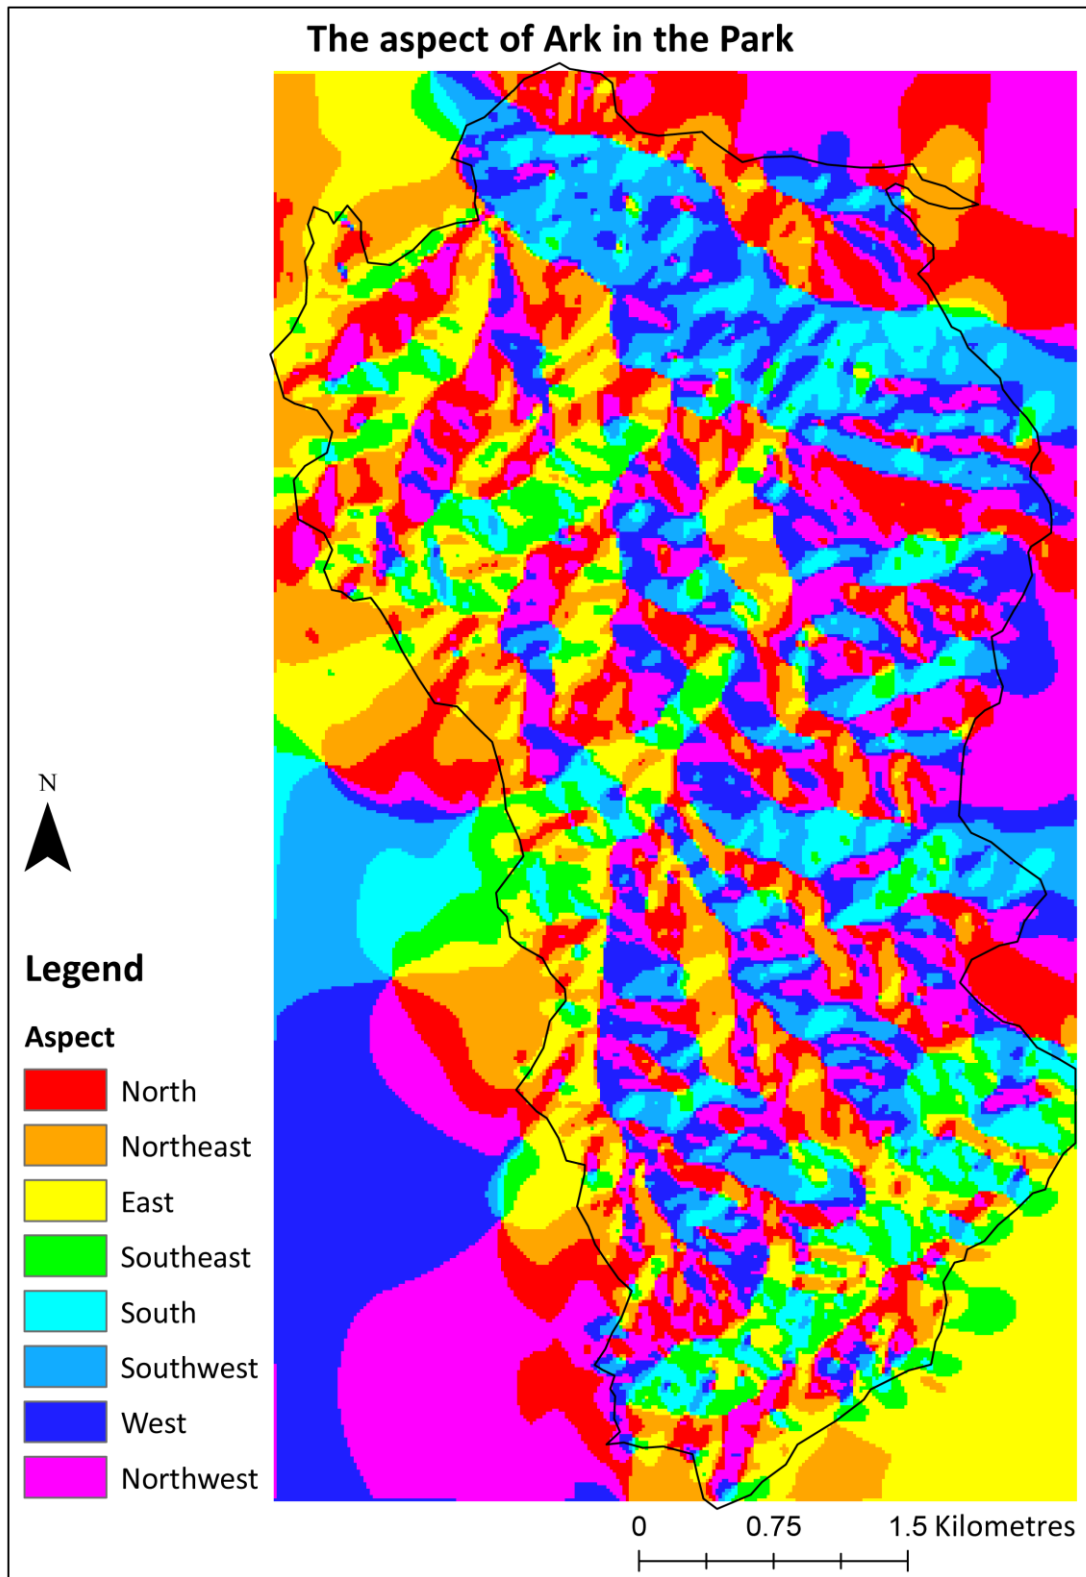 The aspect of Ark in the Park
N
Legend
Aspect
North
Northeast
East
Southeast
South
Southwest
West
Northwest
0 0.75 1.5 Kilometres